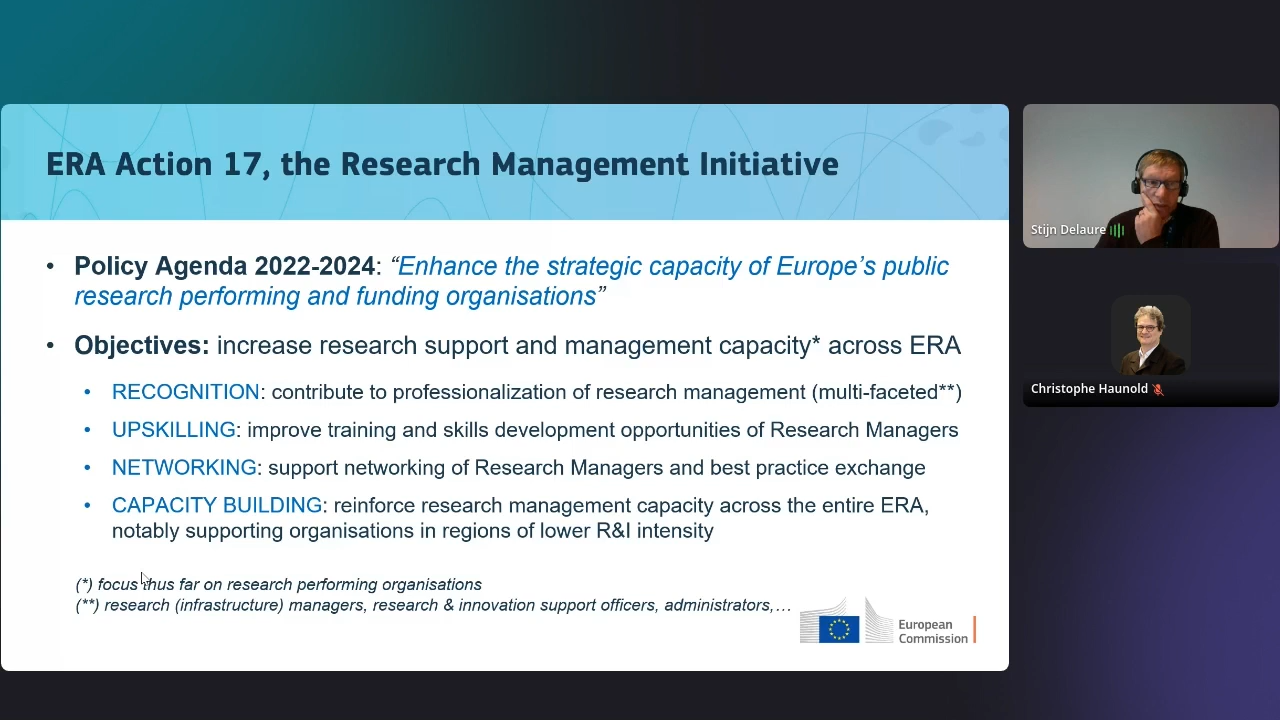 ERA Action 17, the Research Management Initiative
• Policy Agenda 2022-2024: “Enhance the strategic capacity of Europe’s public
research performing and funding organisations”
• Objectives: increase research support and management capacity* across ERA
• RECOGNITION: contribute to professionalization of research management (multi-faceted**)
• UPSKILLING: improve training and skills development opportunities of Research Managers
• NETWORKING: support networking of Research Managers and best practice exchange
• CAPACITY BUILDING: reinforce research management capacity across the entire ERA,
notably supporting organisations in regions of lower R&I intensity
(*) focus thus far on research performing organisations
(**) research (infrastructure) managers, research & innovation support officers, administrators,…
European
Commission
Stijn Delaure
Christophe Haunold